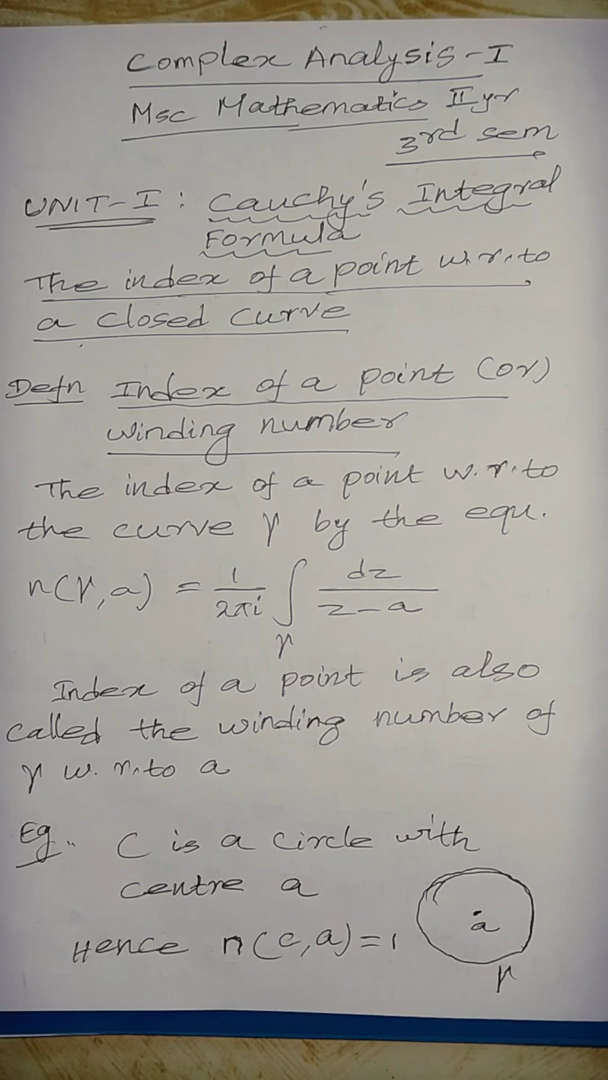 Complex Analysis-I
Msc Mathematics II yr
3rd sem
UNIT-I : Cauchy's Integral
Formula
The index of a point w.r.to
a closed curve
Defn Index of a point (or)
winding number
The index of a point w.r.to
the curve γ by the equ.
n(γ,a) = 1/2πi ∫γ dz/z-a
Index of a point is also
called the winding number of
γ w.r.to a
Eg.. C is a circle with
centre a
a
Hence n(c,a)=1
γ